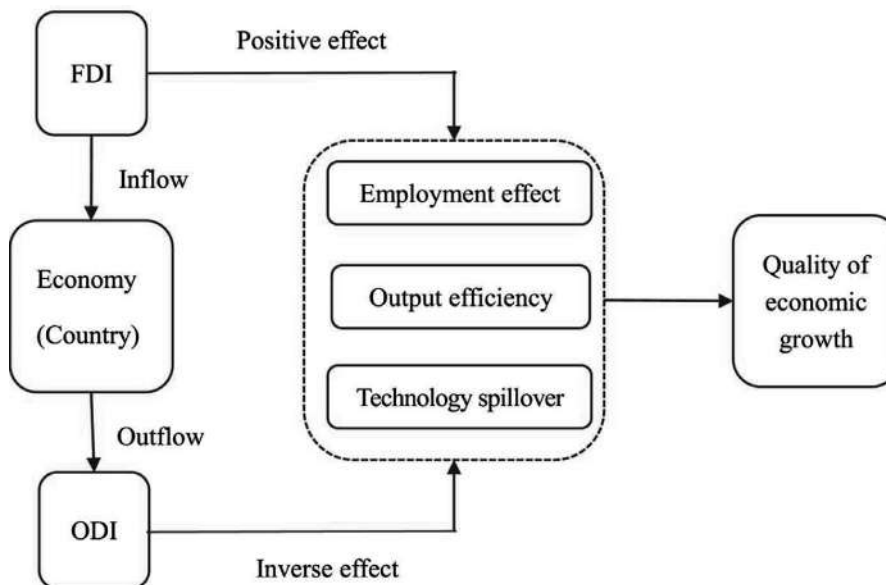 Positive effect
FDI
Inflow
Employment effect
Economy
(Country)
Output efficiency
Quality of
economic
growth
Technology spillover
Outflow
ODI
Inverse effect